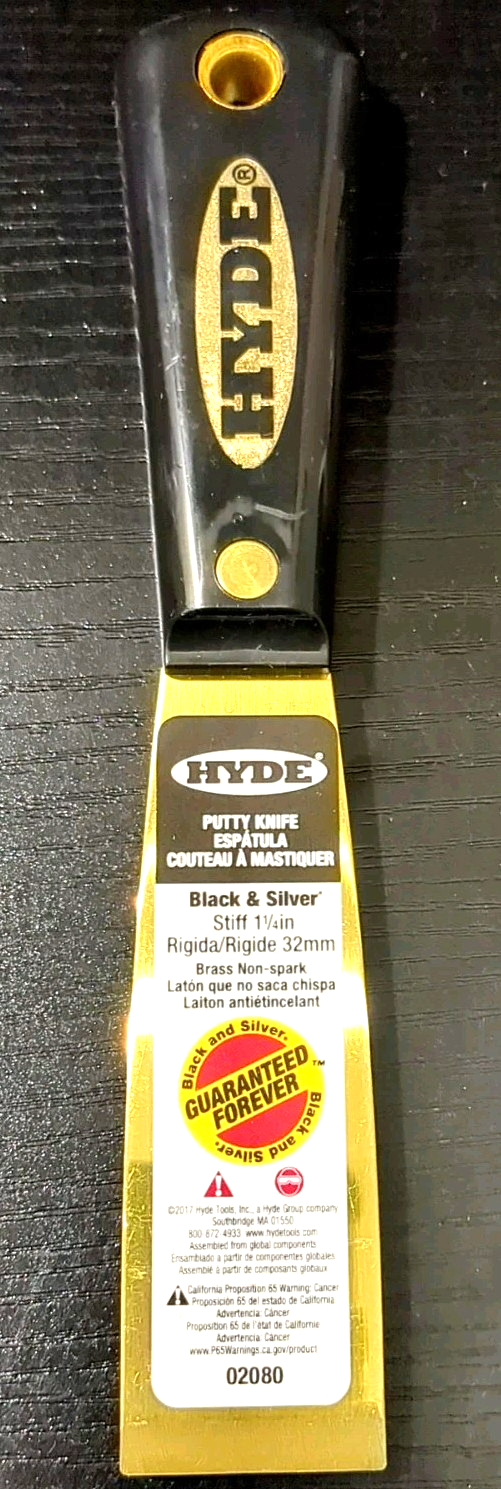 HYDE®
HYDE®
PUTTY KNIFE
ESPÁTULA
COUTEAU À MASTIQUER
Black & Silver®
Stiff 1¼in
Rigida/Rigide 32mm
Brass Non-spark
Latón que no saca chispa
Laiton antiétincelant
Black and Silver®
GUARANTEED™
FOREVER
Black and Silver®
©2017 Hyde Tools, Inc., a Hyde Group company
Southbridge MA 01550
800-872-4933 www.hydetools.com
Assembled from global components
Ensamblado a partir de componentes globales
Assemblé à partir de composants globaux
California Proposition 65 Warning: Cancer
Proposición 65 del estado de California
Advertencia: Cáncer
Proposition 65 de l'état de Californie
Advertencia: Cáncer
www.P65Warnings.ca.gov/product
02080